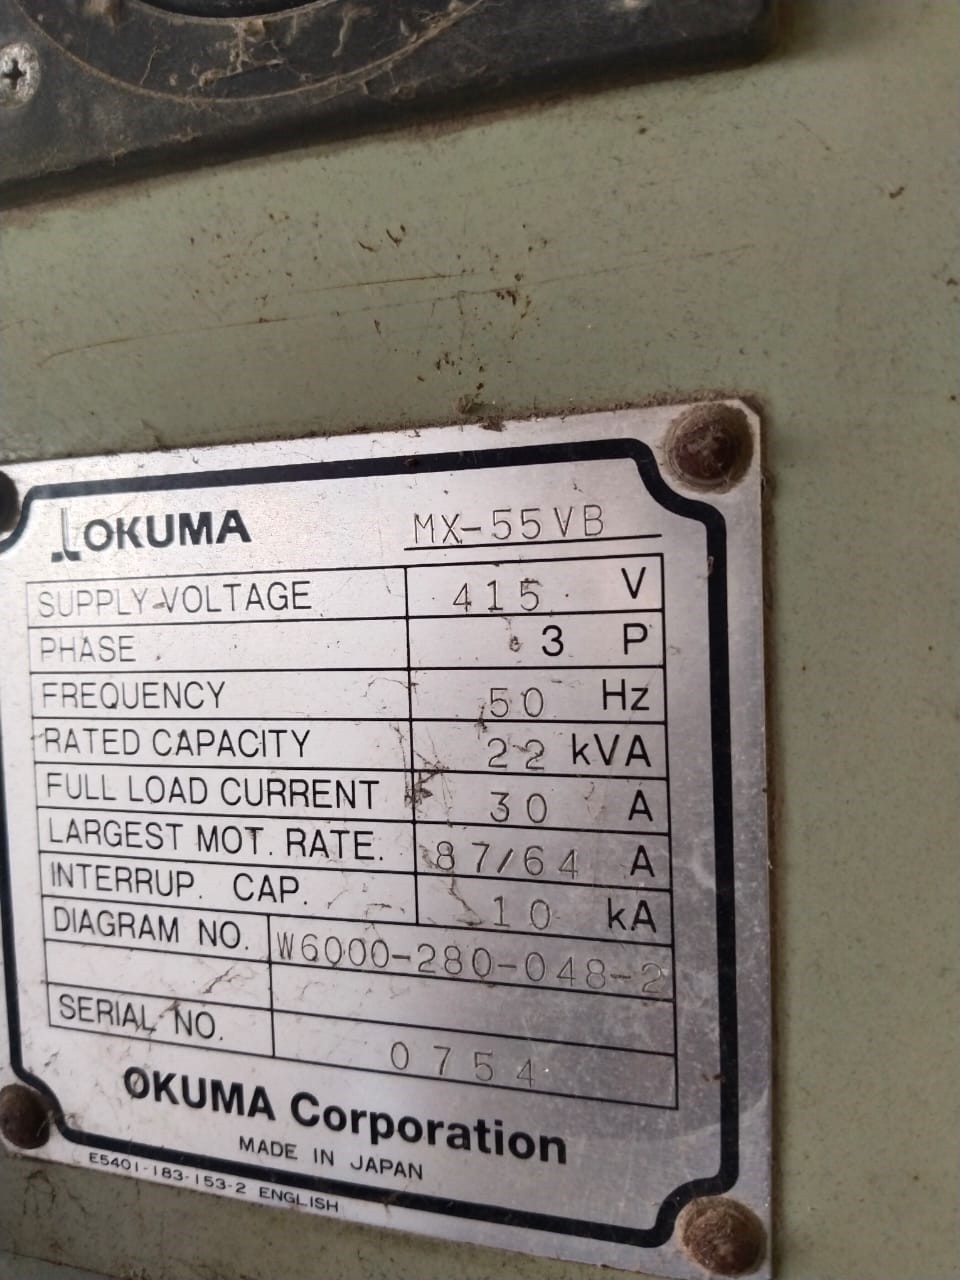 OKUMA MX-55VB
SUPPLY VOLTAGE 415 V
PHASE 3 P
FREQUENCY 50 Hz
RATED CAPACITY 22 kVA
FULL LOAD CURRENT 30 A
LARGEST MOT. RATE. 87/64 A
INTERRUP. CAP. 10 kA
DIAGRAM NO. W6000-280-048-2
SERIAL NO. 0754
OKUMA Corporation
MADE IN JAPAN
E5401-183-153-2 ENGLISH